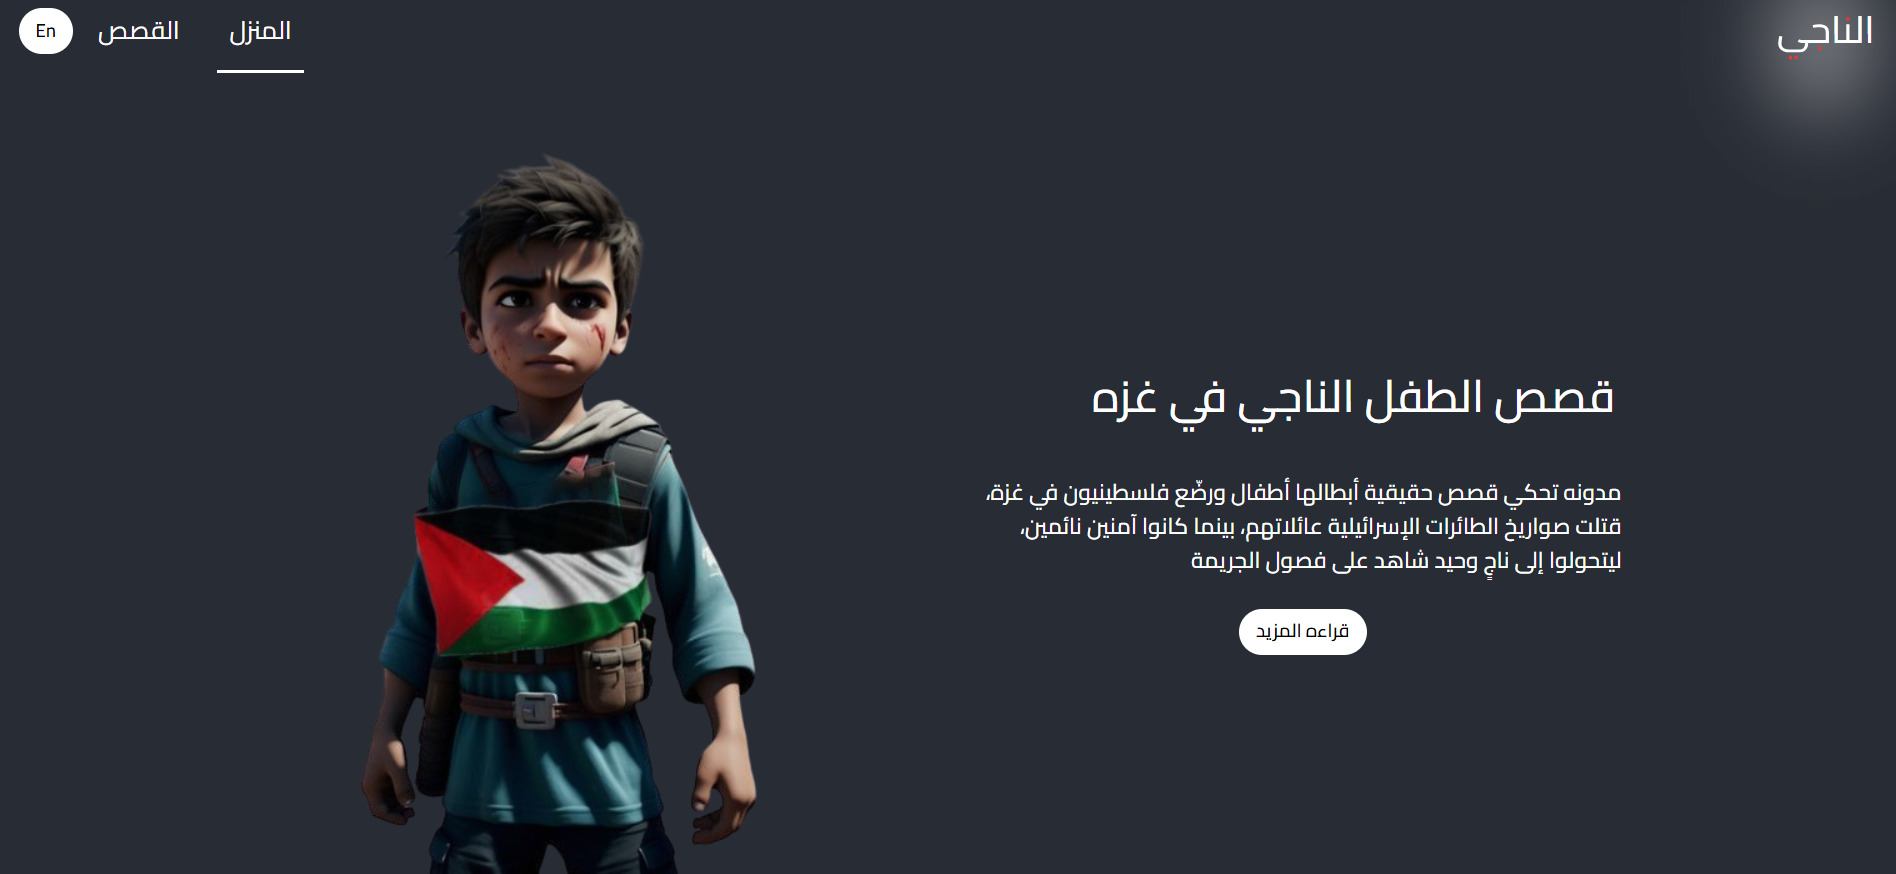 الناجي
المنزل
القصص
En
قصص الطفل الناجي في غزه
مدونه تحكي قصص حقيقية أبطالها أطفال ورضّع فلسطينيون في غزة،
قتلت صواريخ الطائرات الإسرائيلية عائلاتهم، بينما كانوا آمنين نائمين،
ليتحولوا إلى ناجٍ وحيد شاهد على فصول الجريمة
قراءه المزيد